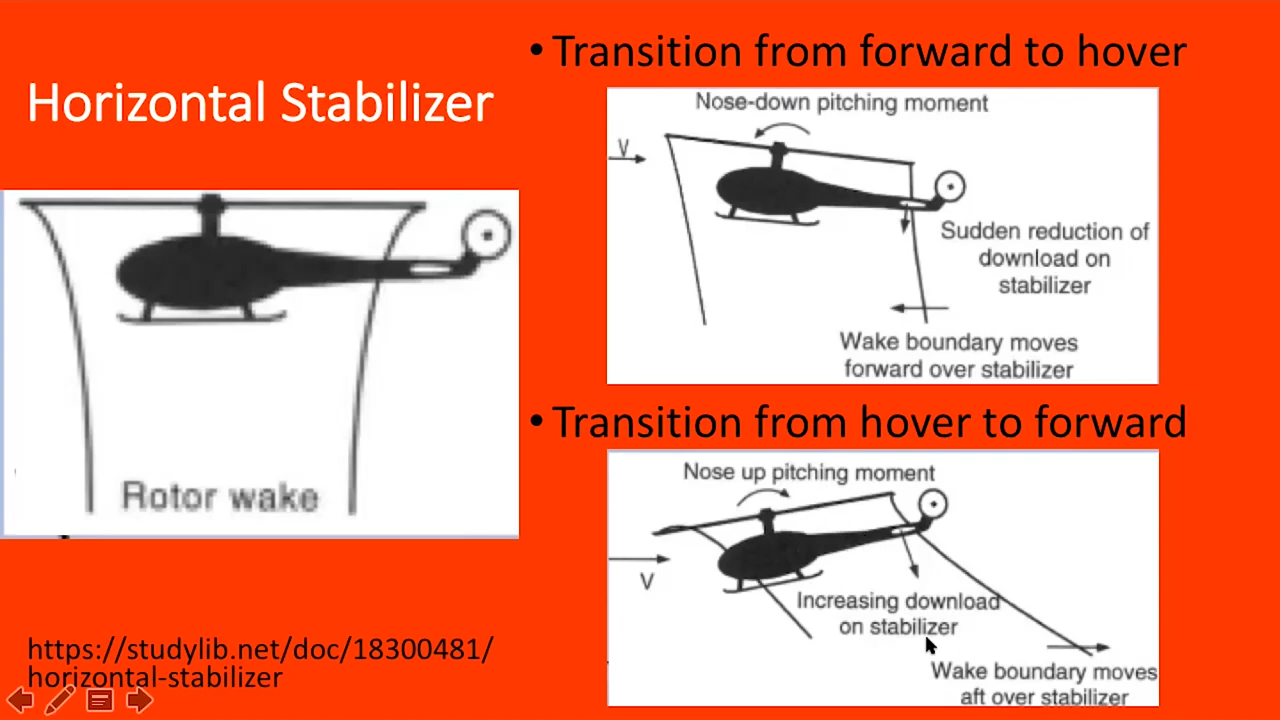 Horizontal Stabilizer
Rotor wake
https://studylib.net/doc/18300481/
horizontal-stabilizer
• Transition from forward to hover
Nose-down pitching moment
V
Sudden reduction of
download on
stabilizer
Wake boundary moves
forward over stabilizer
• Transition from hover to forward
Nose up pitching moment
V
Increasing download
on stabilizer
Wake boundary moves
aft over stabilizer